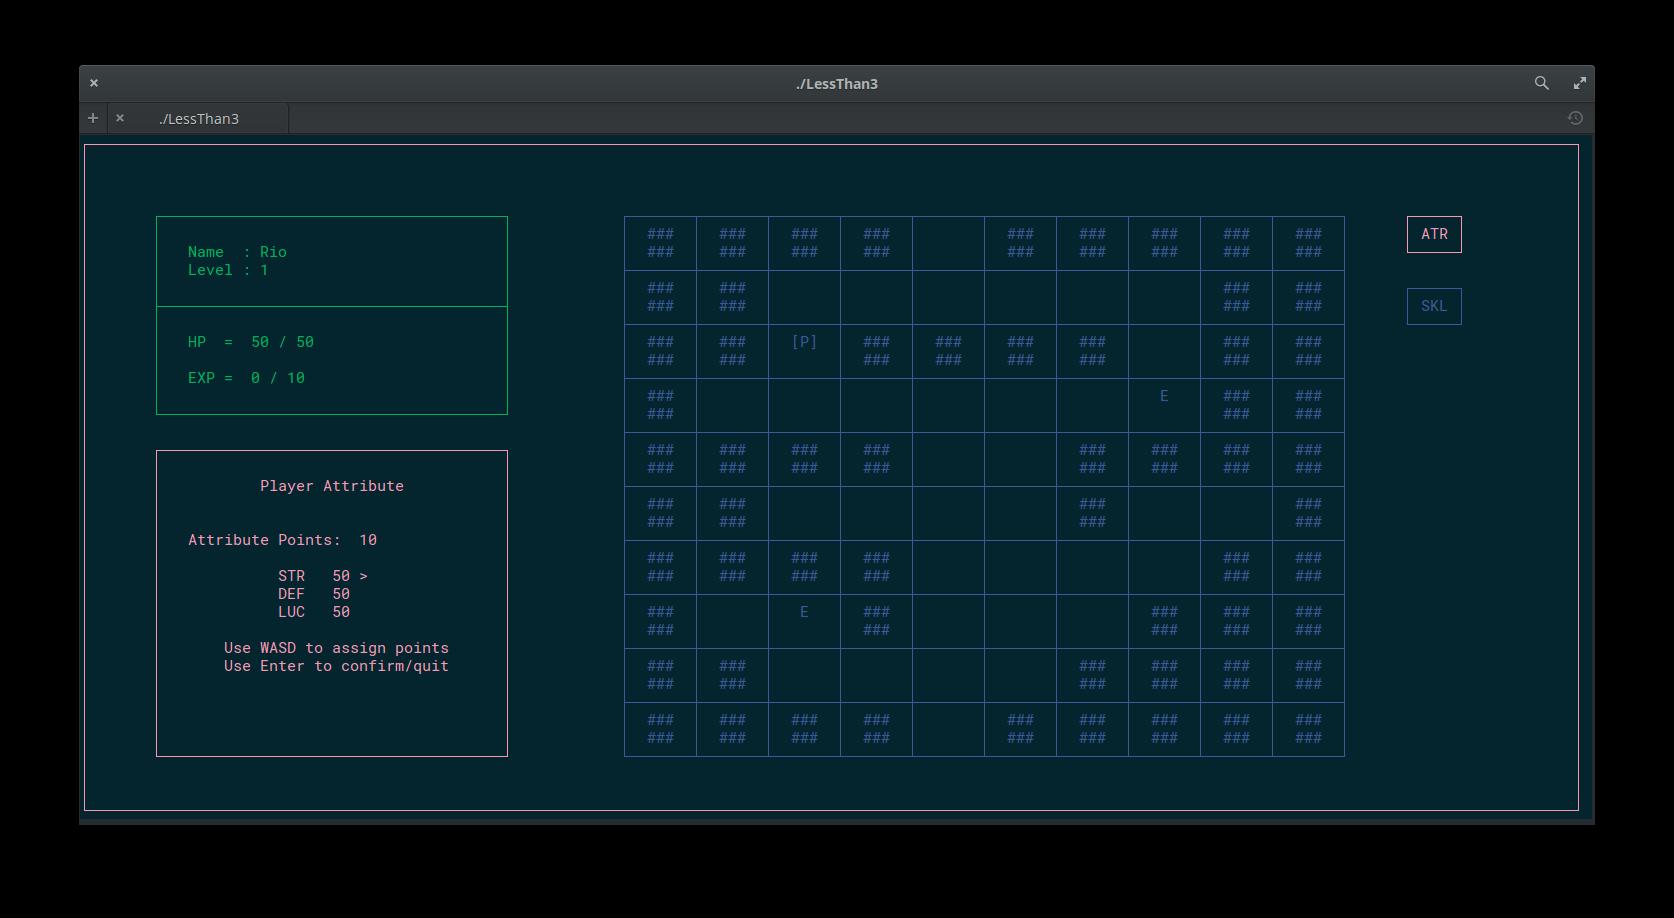 ./LessThan3
./LessThan3
Name  : Rio
Level : 1
HP  =  50 / 50
EXP =  0 / 10
Player Attribute
Attribute Points:  10
STR   50 >
DEF   50
LUC   50
Use WASD to assign points
Use Enter to confirm/quit
### ### ### ### ### ### ### ### ###
### ### ### ### ### ### ### ### ###
### ### ### ###
### ### ### ###
### ### [P] ### ### ### ### ### ###
### ### ### ### ### ### ### ###
### E ### ###
### ### ###
### ### ### ### ### ### ### ###
### ### ### ### ### ### ### ###
### ### ### ###
### ### ### ###
### ### ### ### ### ###
### ### ### ### ### ###
### E ### ### ### ###
### ### ### ### ###
### ### ### ### ### ###
### ### ### ### ### ###
### ### ### ### ### ### ### ### ###
### ### ### ### ### ### ### ### ###
ATR
SKL